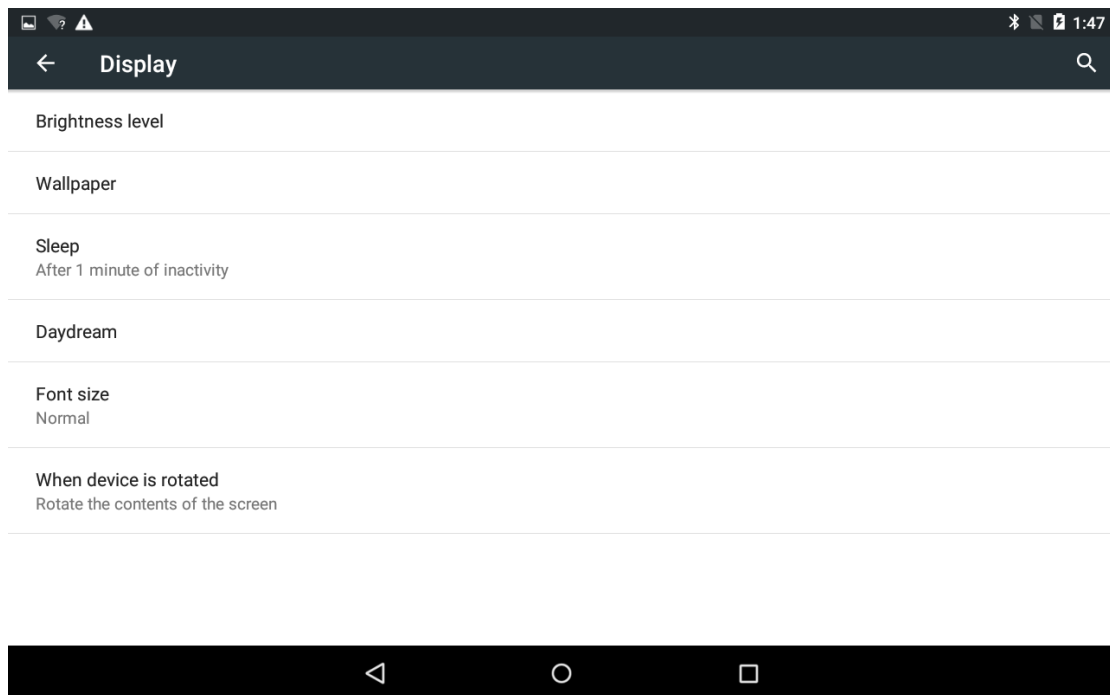 1:47
Display
Brightness level
Wallpaper
Sleep
After 1 minute of inactivity
Daydream
Font size
Normal
When device is rotated
Rotate the contents of the screen